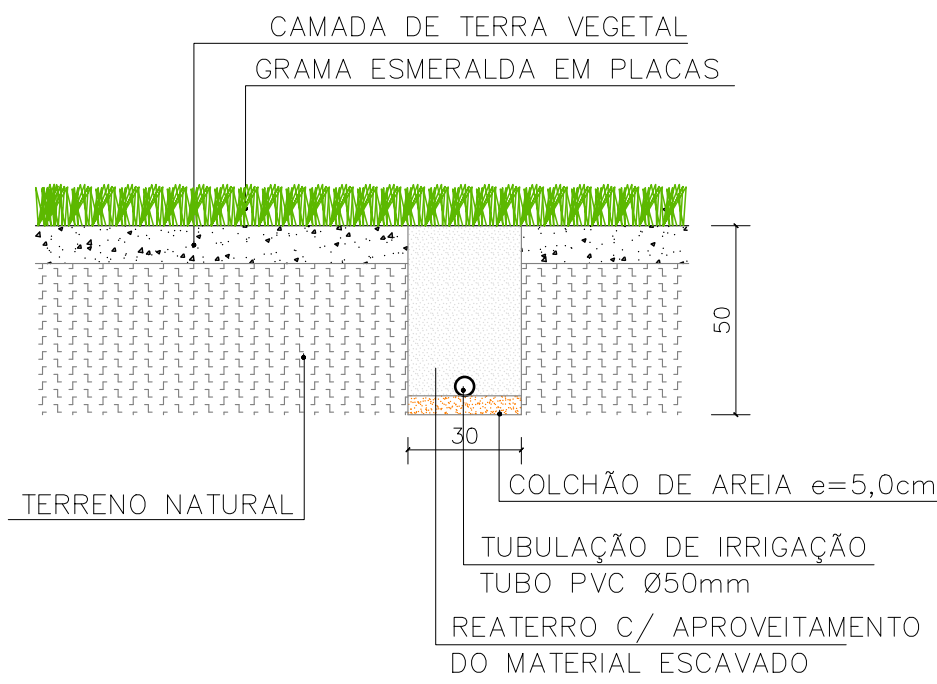 CAMADA DE TERRA VEGETAL
GRAMA ESMERALDA EM PLACAS
50
30
COLCHÃO DE AREIA e=5,0cm
TERRENO NATURAL
TUBULAÇÃO DE IRRIGAÇÃO
TUBO PVC Ø50mm
REATERRO C/ APROVEITAMENTO
DO MATERIAL ESCAVADO